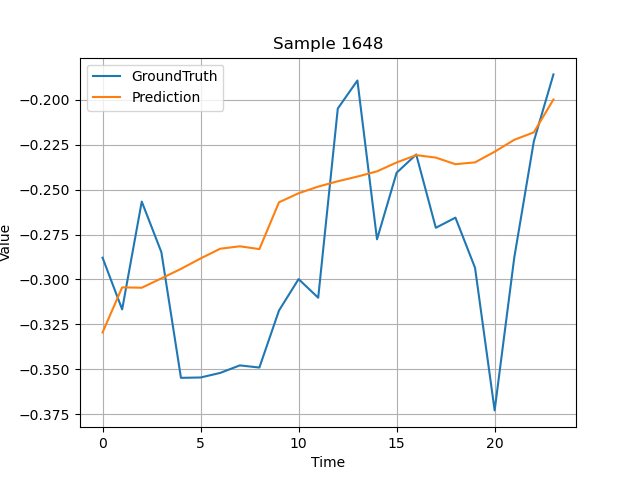 Sample 1648
GroundTruth
Prediction
−0.200
−0.225
−0.250
−0.275
−0.300
−0.325
−0.350
−0.375
Value
0 5 10 15 20
Time